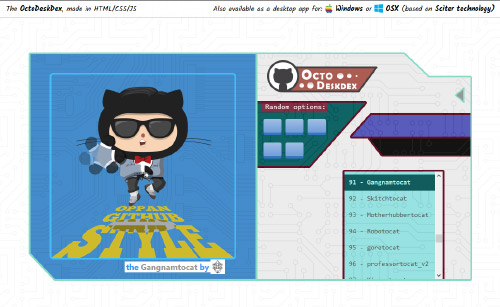 The OctoDeskDex, made in HTML/CSS/JS
Also available as a desktop app for: Windows or OSX (based on Sciter technology)
OCTO
DESKDEX
Random options:
OPPAN
GITHUB
STYLE
the Gangnamtocat by
91 - Gangnamtocat
92 - Skitchtocat
93 - Motherhubbertocat
94 - Robotocat
95 - goretocat
96 - professortocat_v2